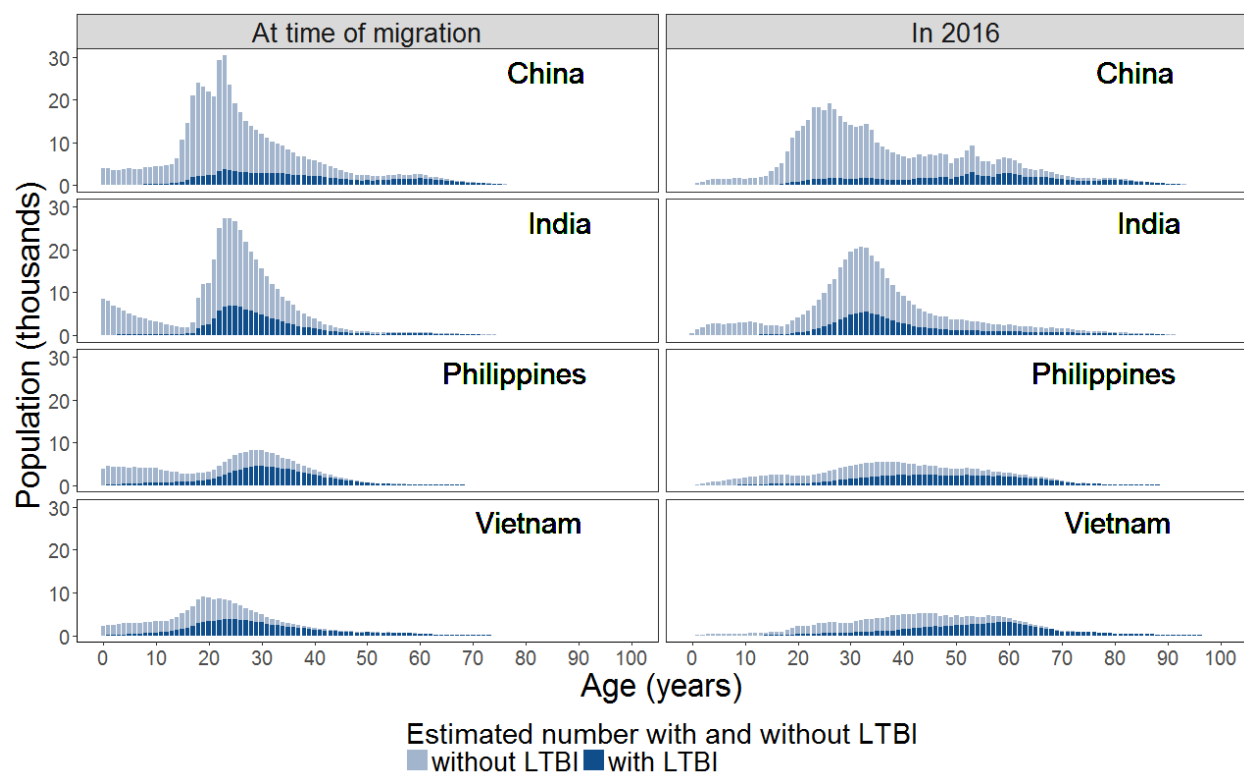 At time of migration
In 2016
Population (thousands)
30
20
10
0
China
China
30
20
10
0
India
India
30
20
10
0
Philippines
Philippines
30
20
10
0
Vietnam
Vietnam
0 10 20 30 40 50 60 70 80 90 100
0 10 20 30 40 50 60 70 80 90 100
Age (years)
Estimated number with and without LTBI
without LTBI with LTBI